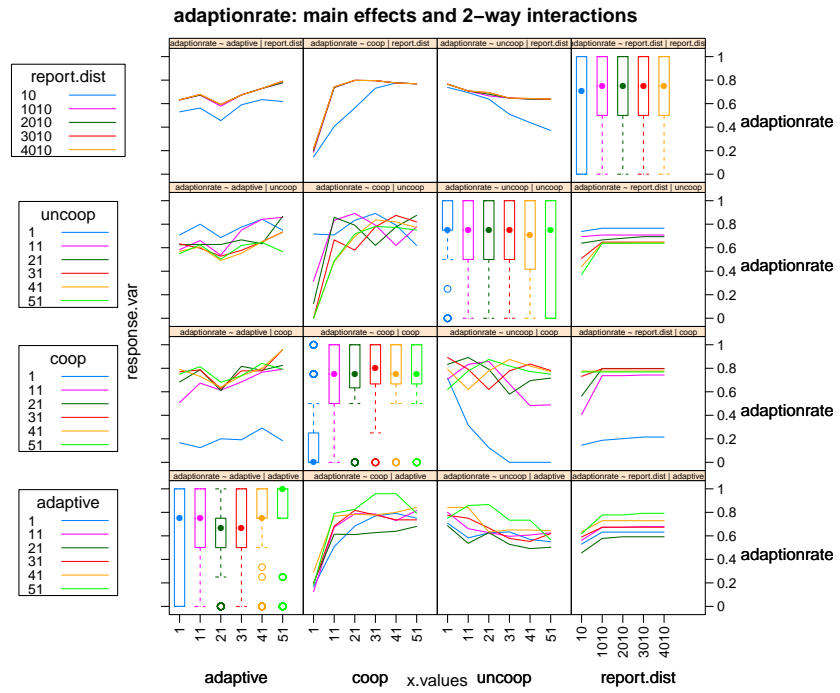 adaptionrate: main effects and 2−way interactions
adaptionrate ~ adaptive | report.dist
adaptionrate ~ coop | report.dist
adaptionrate ~ uncoop | report.dist
adaptionrate ~ report.dist | report.dist
report.dist
10
1010
2010
3010
4010
1
0.8
0.6
0.4
0.2
0
adaptionrate
adaptionrate ~ adaptive | uncoop
adaptionrate ~ coop | uncoop
adaptionrate ~ uncoop | uncoop
adaptionrate ~ report.dist | uncoop
uncoop
1
11
21
31
41
51
1
0.8
0.6
0.4
0.2
0
adaptionrate
response.var
adaptionrate ~ adaptive | coop
adaptionrate ~ coop | coop
adaptionrate ~ uncoop | coop
adaptionrate ~ report.dist | coop
coop
1
11
21
31
41
51
1
0.8
0.6
0.4
0.2
0
adaptionrate
adaptionrate ~ adaptive | adaptive
adaptionrate ~ coop | adaptive
adaptionrate ~ uncoop | adaptive
adaptionrate ~ report.dist | adaptive
adaptive
1
11
21
31
41
51
1
0.8
0.6
0.4
0.2
0
adaptionrate
1 11 21 31 41 51
1 11 21 31 41 51
1 11 21 31 41 51
10 1010 2010 3010 4010
adaptive
coop
x.values
uncoop
report.dist